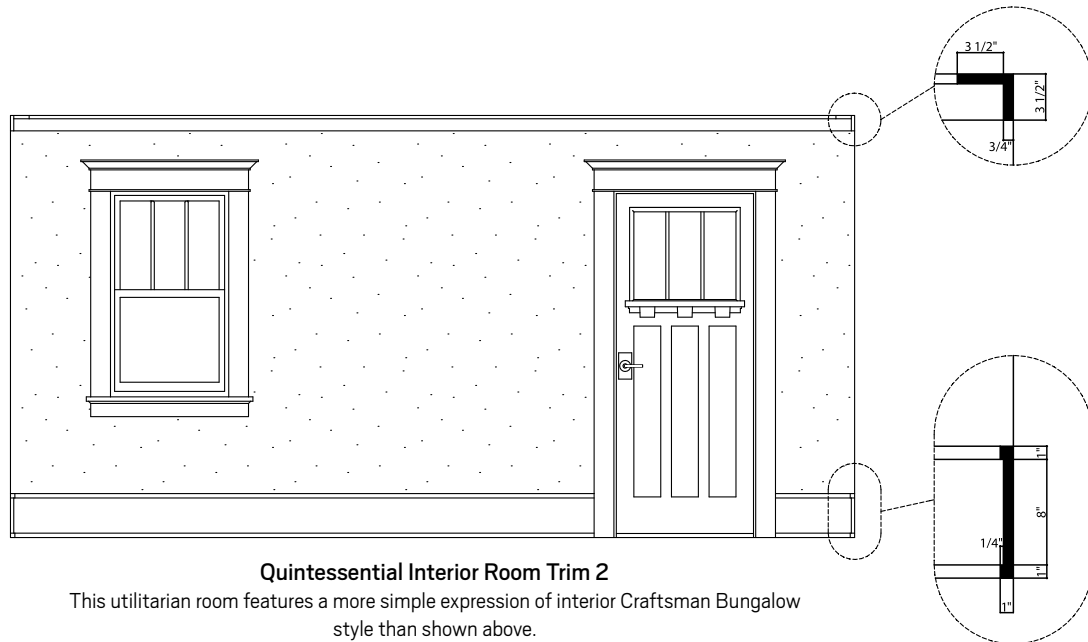 3 1/2"
3 1/2"
3/4"
1"
8"
1/4"
1"
1"
Quintessential Interior Room Trim 2
This utilitarian room features a more simple expression of interior Craftsman Bungalow
style than shown above.